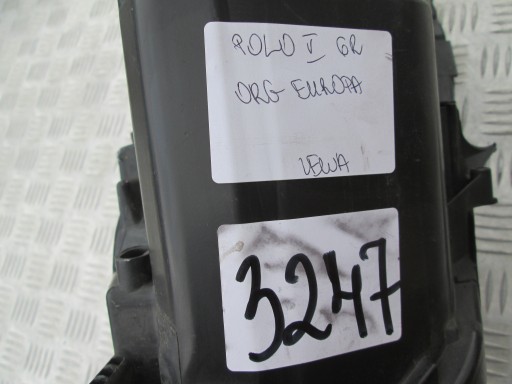 POLO V 6R
ORG EUROPA
LEWA
3247